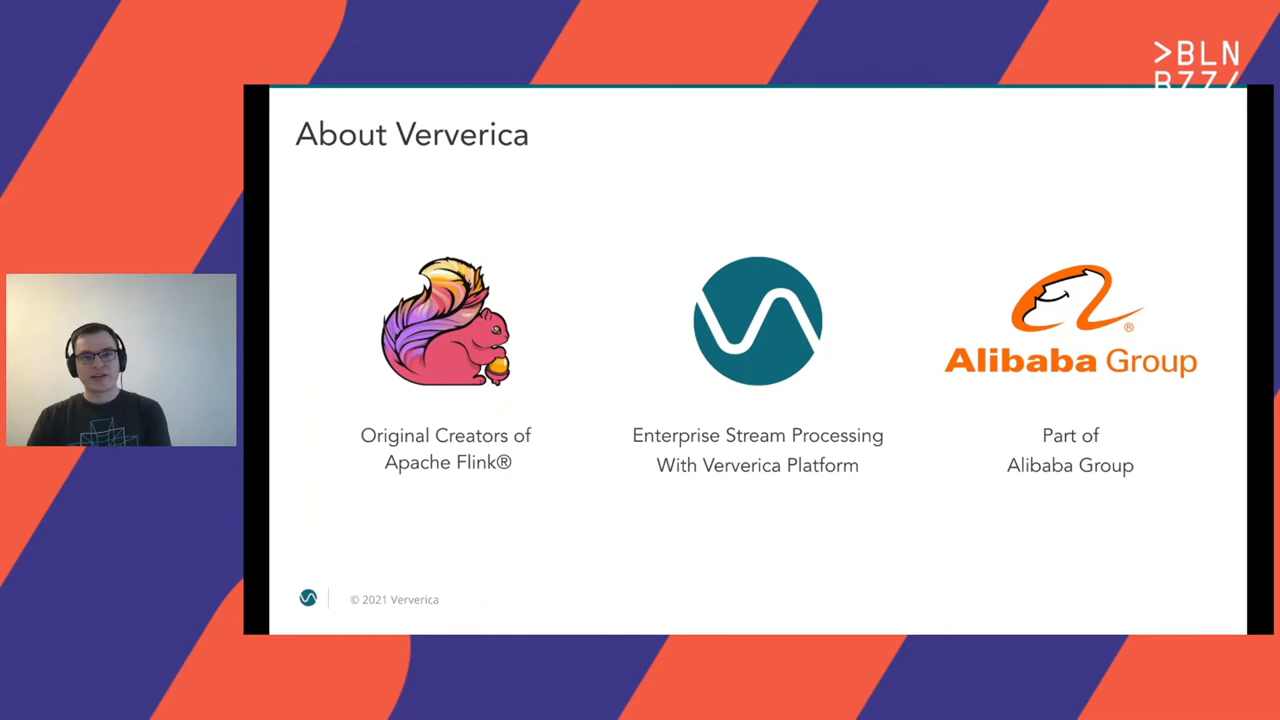 >BLN
BZZ/
About Ververica
Alibaba Group
®
Original Creators of
Apache Flink®
Enterprise Stream Processing
With Ververica Platform
Part of
Alibaba Group
© 2021 Ververica